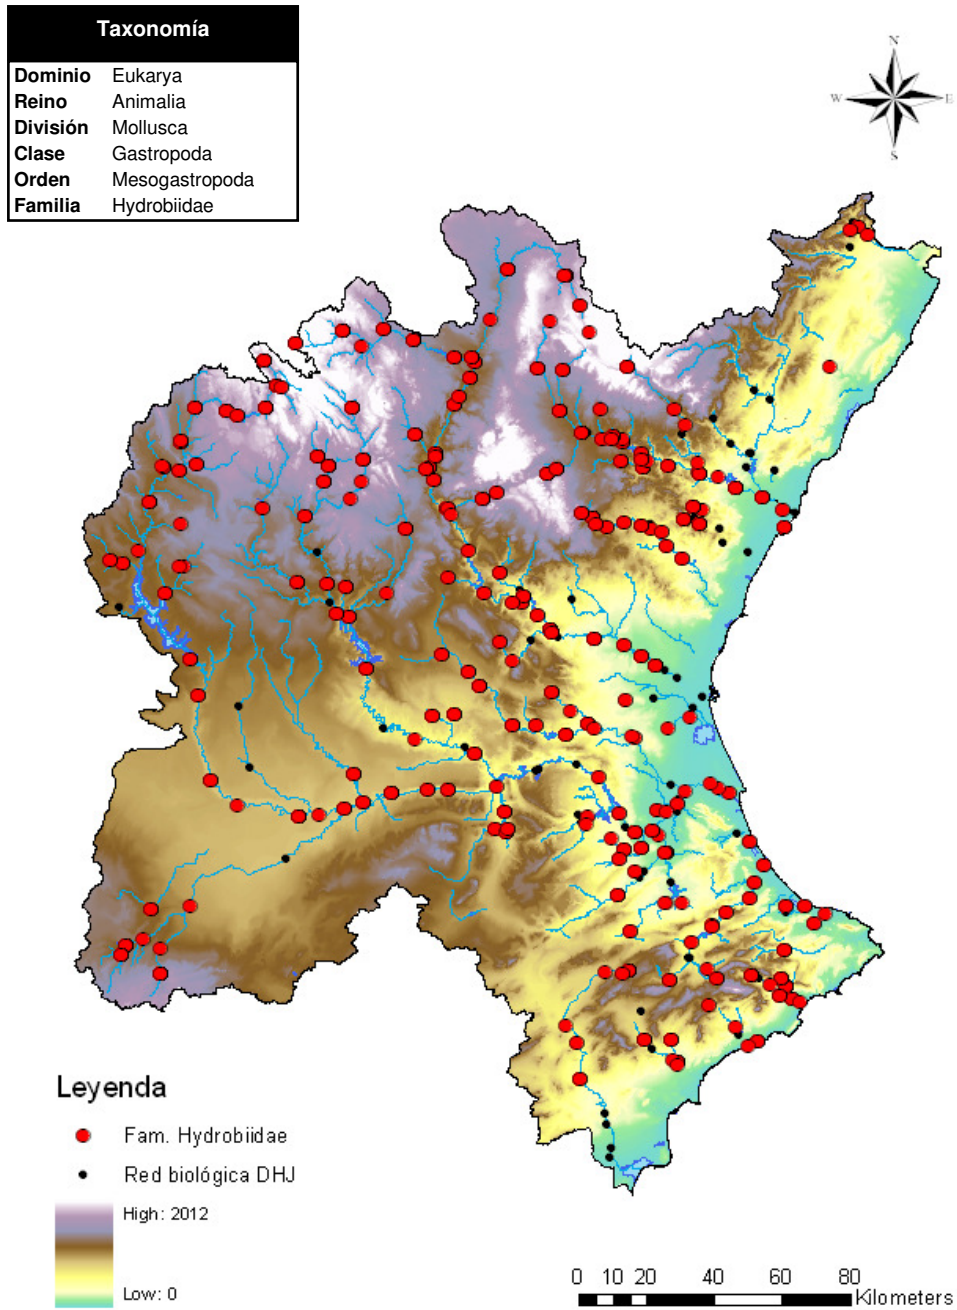 Taxonomía
Dominio Eukarya
Reino Animalia
División Mollusca
Clase Gastropoda
Orden Mesogastropoda
Familia Hydrobiidae
N
W E
S
Leyenda
Fam. Hydrobiidae
Red biológica DHJ
High: 2012
Low: 0
0 10 20 40 60 80
Kilometers